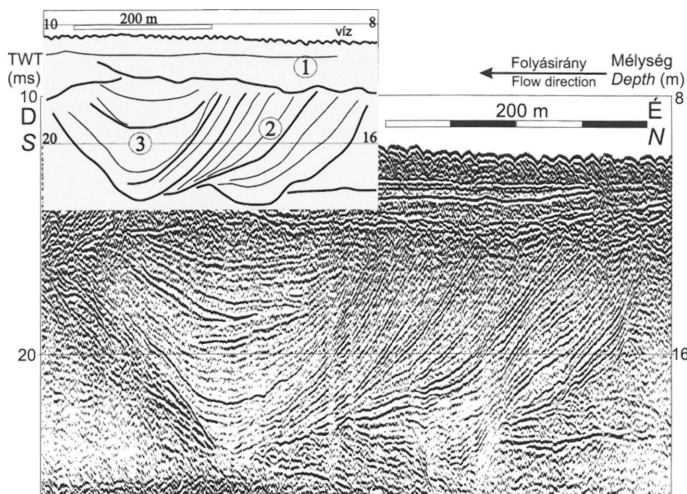 10
200 m
8
víz
1
TWT
(ms)
Folyásirány
Flow direction
Mélység
Depth (m)
10
8
D
S
É
N
200 m
20
3
2
16
20
16